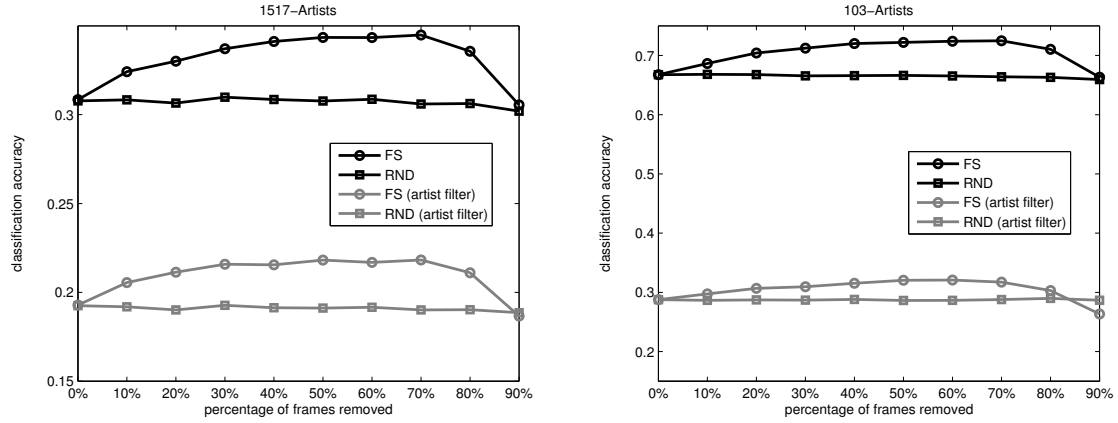 1517−Artists
0.3
0.25
0.2
0.15
classification accuracy
FS
RND
FS (artist filter)
RND (artist filter)
0% 10% 20% 30% 40% 50% 60% 70% 80% 90%
percentage of frames removed
103−Artists
0.7
0.6
0.5
0.4
0.3
0.2
classification accuracy
FS
RND
FS (artist filter)
RND (artist filter)
0% 10% 20% 30% 40% 50% 60% 70% 80% 90%
percentage of frames removed